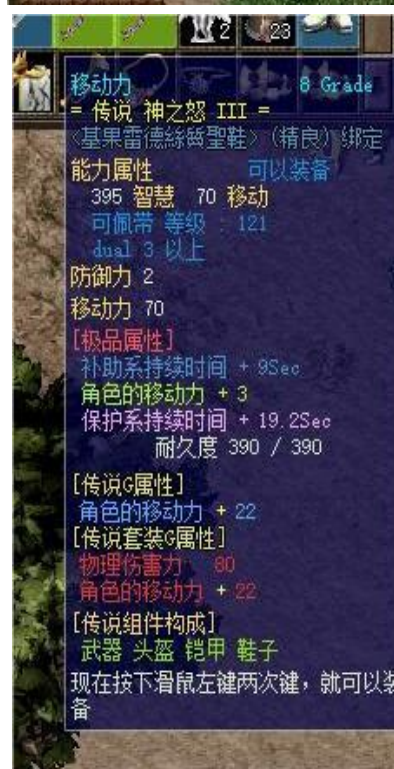 2 23
移动力 8 Grade
= 传说 神之怒 III =
<基果雷德絲質聖鞋>（精良）绑定
能力属性 可以装备
395 智慧 70 移动
可佩带 等级 : 121
dual 3 以上
防御力 2
移动力 70
[极品属性]
补助系持续时间 + 9Sec
角色的移动力 + 3
保护系持续时间 + 19.2Sec
耐久度 390 / 390
[传说G属性]
角色的移动力 + 22
[传说套装G属性]
物理伤害力 80
角色的移动力 + 22
[传说组件构成]
武器 头盔 铠甲 鞋子
现在按下滑鼠左键两次键，就可以装
备